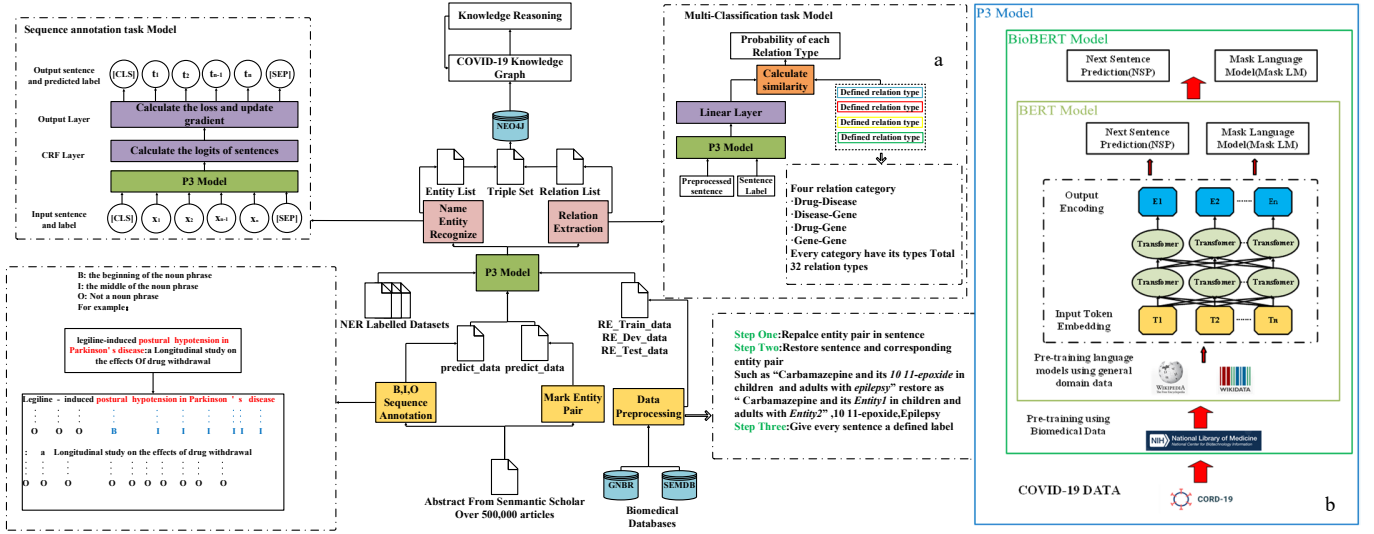 Sequence annotation task Model
Output sentence
and predicted label
[CLS] t1 t2 tn-1 tn [SEP]
Output Layer
Calculate the loss and update
gradient
CRF Layer
Calculate the logits of sentences
P3 Model
Input sentence
and label
[CLS] x1 x2 xn-1 xn [SEP]
Knowledge Reasoning
COVID-19 Knowledge
Graph
NEO4J
Entity List
Triple Set
Relation List
Name
Entity
Recognize
Relation
Extraction
P3 Model
NER Labelled Datasets
predict_data
predict_data
RE_Train_data
RE_Dev_data
RE_Test_data
B,I,O
Sequence
Annotation
Mark Entity
Pair
Data
Preprocessing
Abstract From Senmantic Scholar
Over 500,000 articles
GNBR
SEMDB
Biomedical
Databases
Multi-Classification task Model
a
Probability of each
Relation Type
Calculate
similarity
Linear Layer
P3 Model
Preprocessed
sentence
Sentence
Label
Defined relation type
Defined relation type
Defined relation type
Defined relation type
Four relation category
·Drug-Disease
·Disease-Gene
·Drug-Gene
·Gene-Gene
Every category have its types Total
32 relation types
B: the beginning of the noun phrase
I: the middle of the noun phrase
O: Not a noun phrase
For example:
legiline-induced postural hypotension in
Parkinson' s disease:a Longitudinal study on
the effects Of drug withdrawal
Legiline - induced postural hypotension in Parkinson ' s disease
O O O B I I I I I I
: a Longitudinal study on the effects of drug withdrawal
O O O O O O O O O
Step One:Repalce entity pair in sentence
Step Two:Restore sentence and corresponding
entity pair
Such as “Carbamazepine and its 10 11-epoxide in
children and adults with epilepsy” restore as
“ Carbamazepine and its Entity1 in children and
adults with Entity2” ,10 11-epoxide,Epilepsy
Step Three:Give every sentence a defined label
P3 Model
BioBERT Model
Next Sentence
Prediction(NSP)
Mask Language
Model(Mask LM)
BERT Model
Next Sentence
Prediction(NSP)
Mask Language
Model(Mask LM)
Output
Encoding
E1 E2 En
Transfomer Transfomer Transfomer
Transfomer Transfomer Transfomer
Input Token
Embedding
T1 T2 Tn
Pre-training language
models using general
domain data
WIKIPEDIA
The Free Encyclopedia
WIKIDATA
Pre-training using
Biomedical Data
NIH National Library of Medicine
National Center for Biotechnology Information
COVID-19 DATA
CORD-19
b